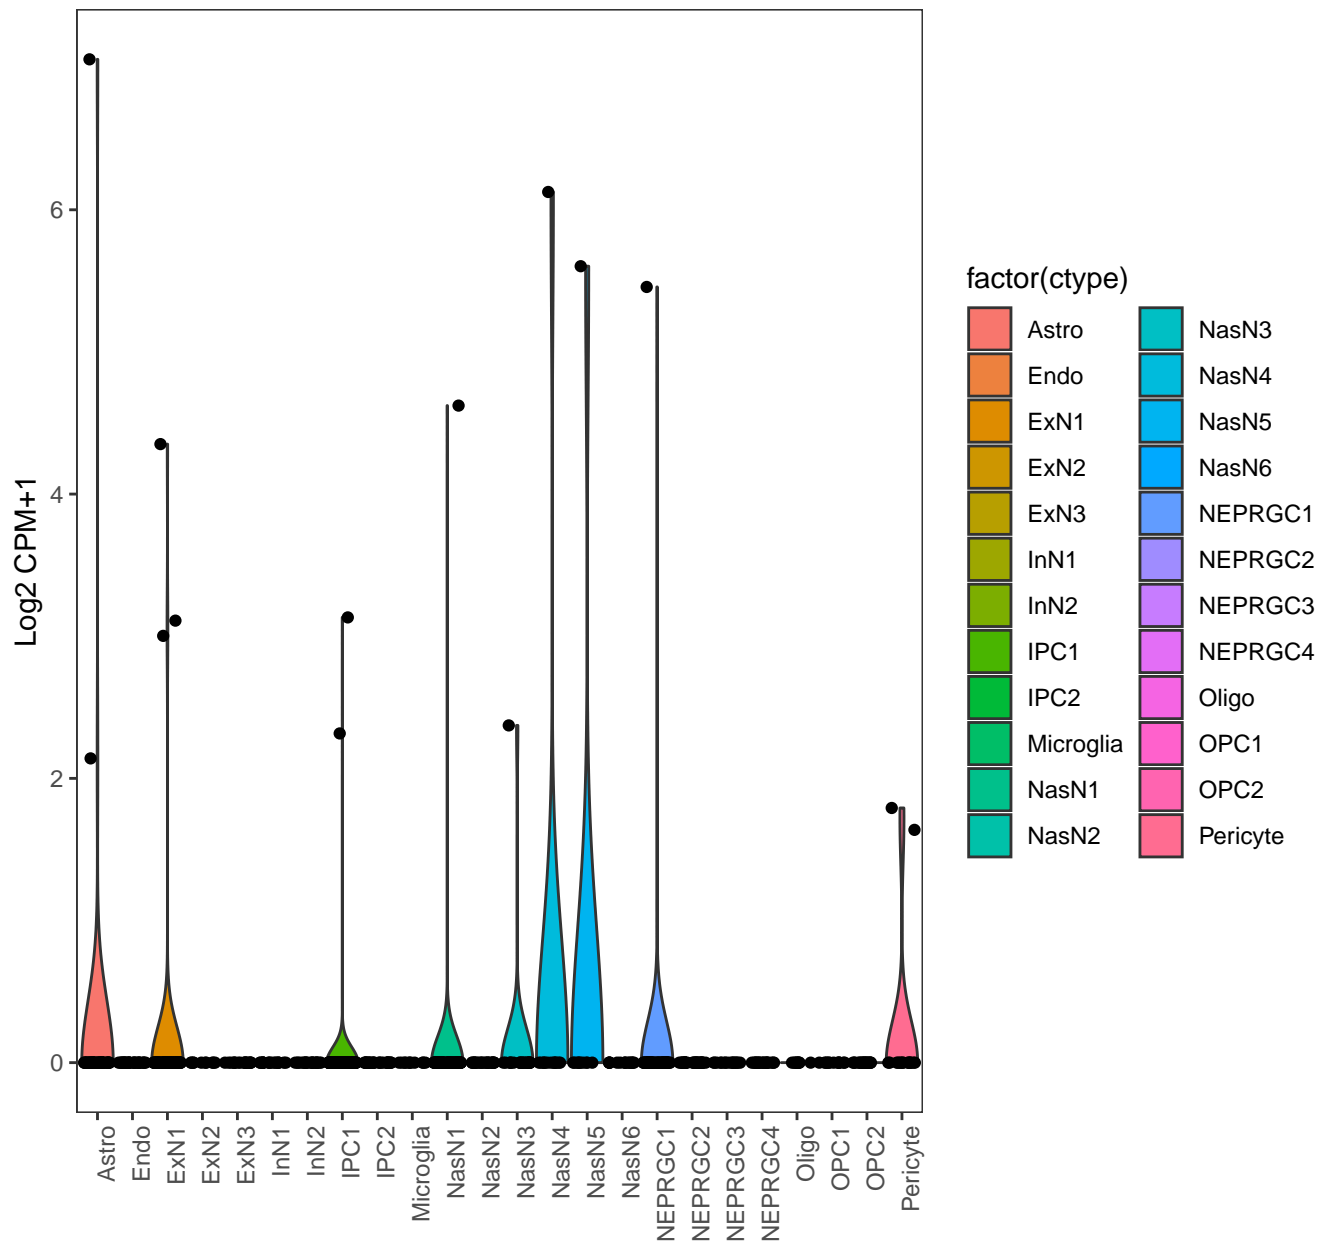 Log2 CPM+1
6
4
2
0
Astro
Endo
ExN1
ExN2
ExN3
InN1
InN2
IPC1
IPC2
Microglia
NasN1
NasN2
NasN3
NasN4
NasN5
NasN6
NEPRGC1
NEPRGC2
NEPRGC3
NEPRGC4
Oligo
OPC1
OPC2
Pericyte
factor(ctype)
Astro
Endo
ExN1
ExN2
ExN3
InN1
InN2
IPC1
IPC2
Microglia
NasN1
NasN2
NasN3
NasN4
NasN5
NasN6
NEPRGC1
NEPRGC2
NEPRGC3
NEPRGC4
Oligo
OPC1
OPC2
Pericyte